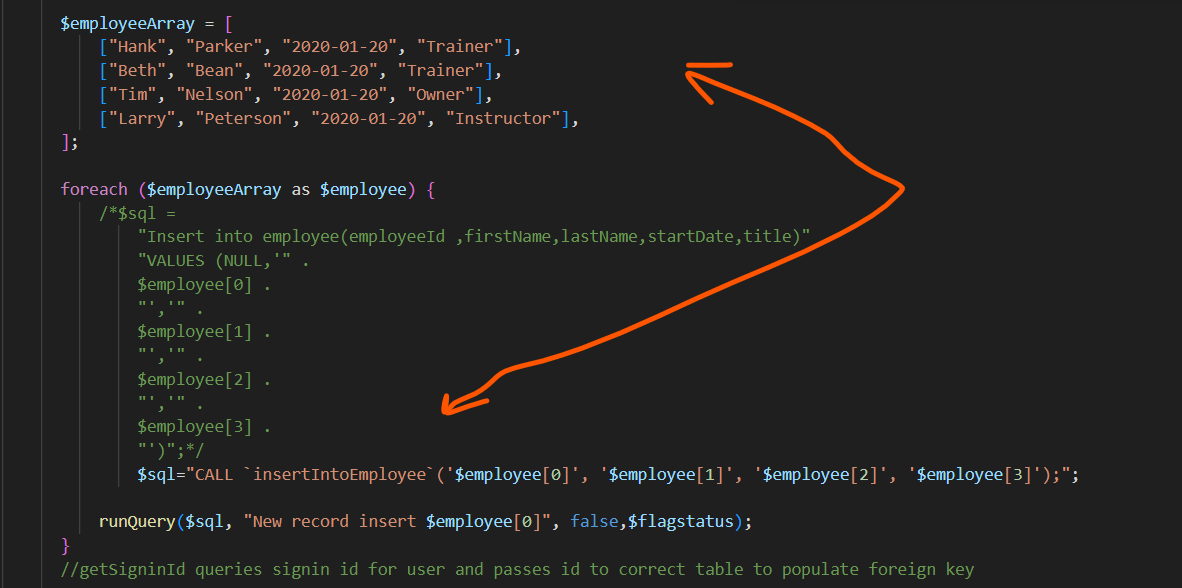 $employeeArray = [
["Hank", "Parker", "2020-01-20", "Trainer"],
["Beth", "Bean", "2020-01-20", "Trainer"],
["Tim", "Nelson", "2020-01-20", "Owner"],
["Larry", "Peterson", "2020-01-20", "Instructor"],
];
foreach ($employeeArray as $employee) {
/*$sql =
"Insert into employee(employeeId ,firstName,lastName,startDate,title)"
"VALUES (NULL,'" .
$employee[0] .
"','" .
$employee[1] .
"','" .
$employee[2] .
"','" .
$employee[3] .
"')";*/
$sql="CALL `insertIntoEmployee`('$employee[0]', '$employee[1]', '$employee[2]', '$employee[3]');";
runQuery($sql, "New record insert $employee[0]", false,$flagstatus);
}
//getSigninId queries signin id for user and passes id to correct table to populate foreign key